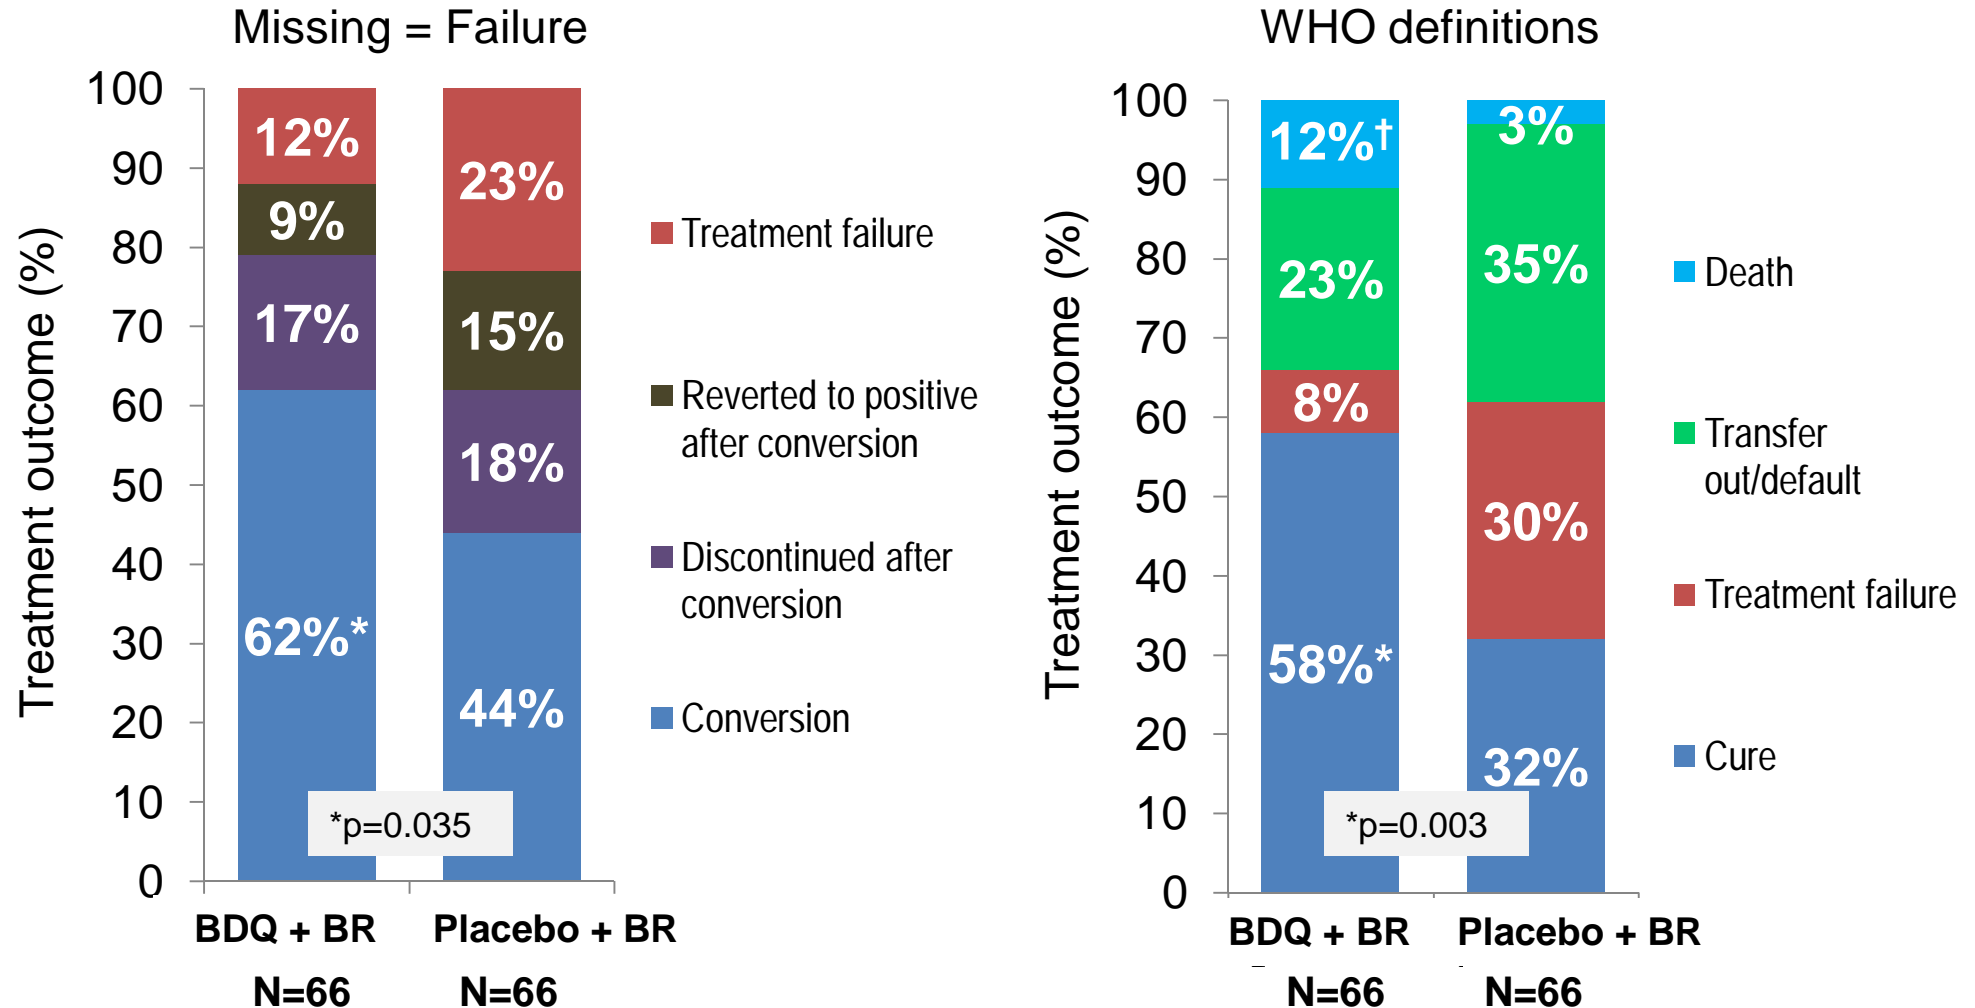 Missing = Failure
100
90
80
70
60
50
40
30
20
10
0
Treatment outcome (%)
12%
9%
17%
62%*
23%
15%
18%
44%
*p=0.035
BDQ + BR
Placebo + BR
N=66
N=66
Treatment failure
Reverted to positive
after conversion
Discontinued after
conversion
Conversion
WHO definitions
100
90
80
70
60
50
40
30
20
10
0
Treatment outcome (%)
12%†
23%
8%
58%*
3%
35%
30%
32%
*p=0.003
BDQ + BR
Placebo + BR
N=66
N=66
Death
Transfer
out/default
Treatment failure
Cure